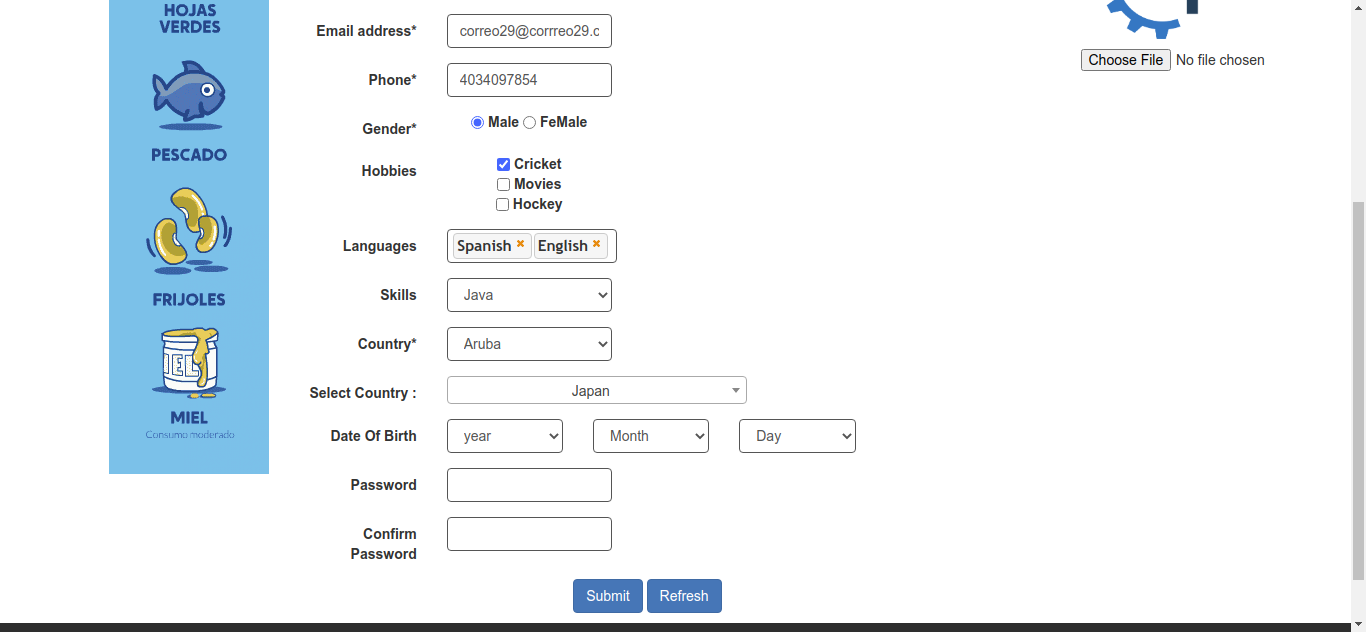 HOJAS
VERDES
PESCADO
FRIJOLES
MIEL
Consumo moderado
Email address* correo29@corrreo29.c
Phone* 4034097854
Gender* Male FeMale
Hobbies Cricket
Movies
Hockey
Languages Spanish English
Skills Java
Country* Aruba
Select Country : Japan
Date Of Birth year Month Day
Password
Confirm
Password
Submit Refresh
Choose File No file chosen